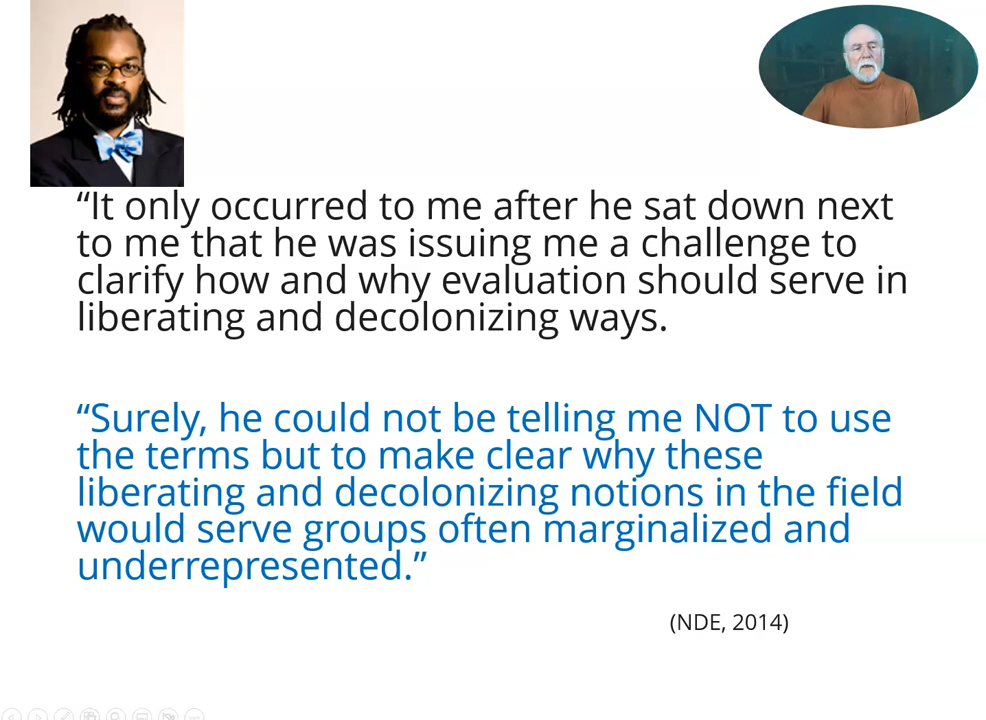 “It only occurred to me after he sat down next
to me that he was issuing me a challenge to
clarify how and why evaluation should serve in
liberating and decolonizing ways.
“Surely, he could not be telling me NOT to use
the terms but to make clear why these
liberating and decolonizing notions in the field
would serve groups often marginalized and
underrepresented.”
(NDE, 2014)